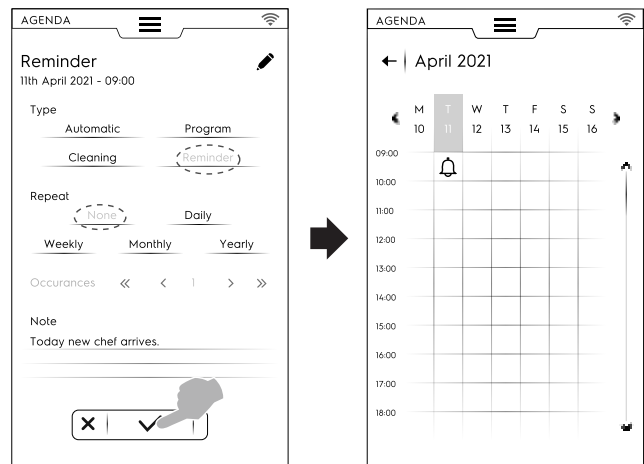 AGENDA
Reminder
11th April 2021 - 09:00
Type
Automatic Program
Cleaning Reminder
Repeat
None Daily
Weekly Monthly Yearly
Occurances « < 1 > »
Note
Today new chef arrives.
AGENDA
April 2021
M T W T F S S
10 11 12 13 14 15 16
09:00
10:00
11:00
12:00
13:00
14:00
15:00
16:00
17:00
18:00